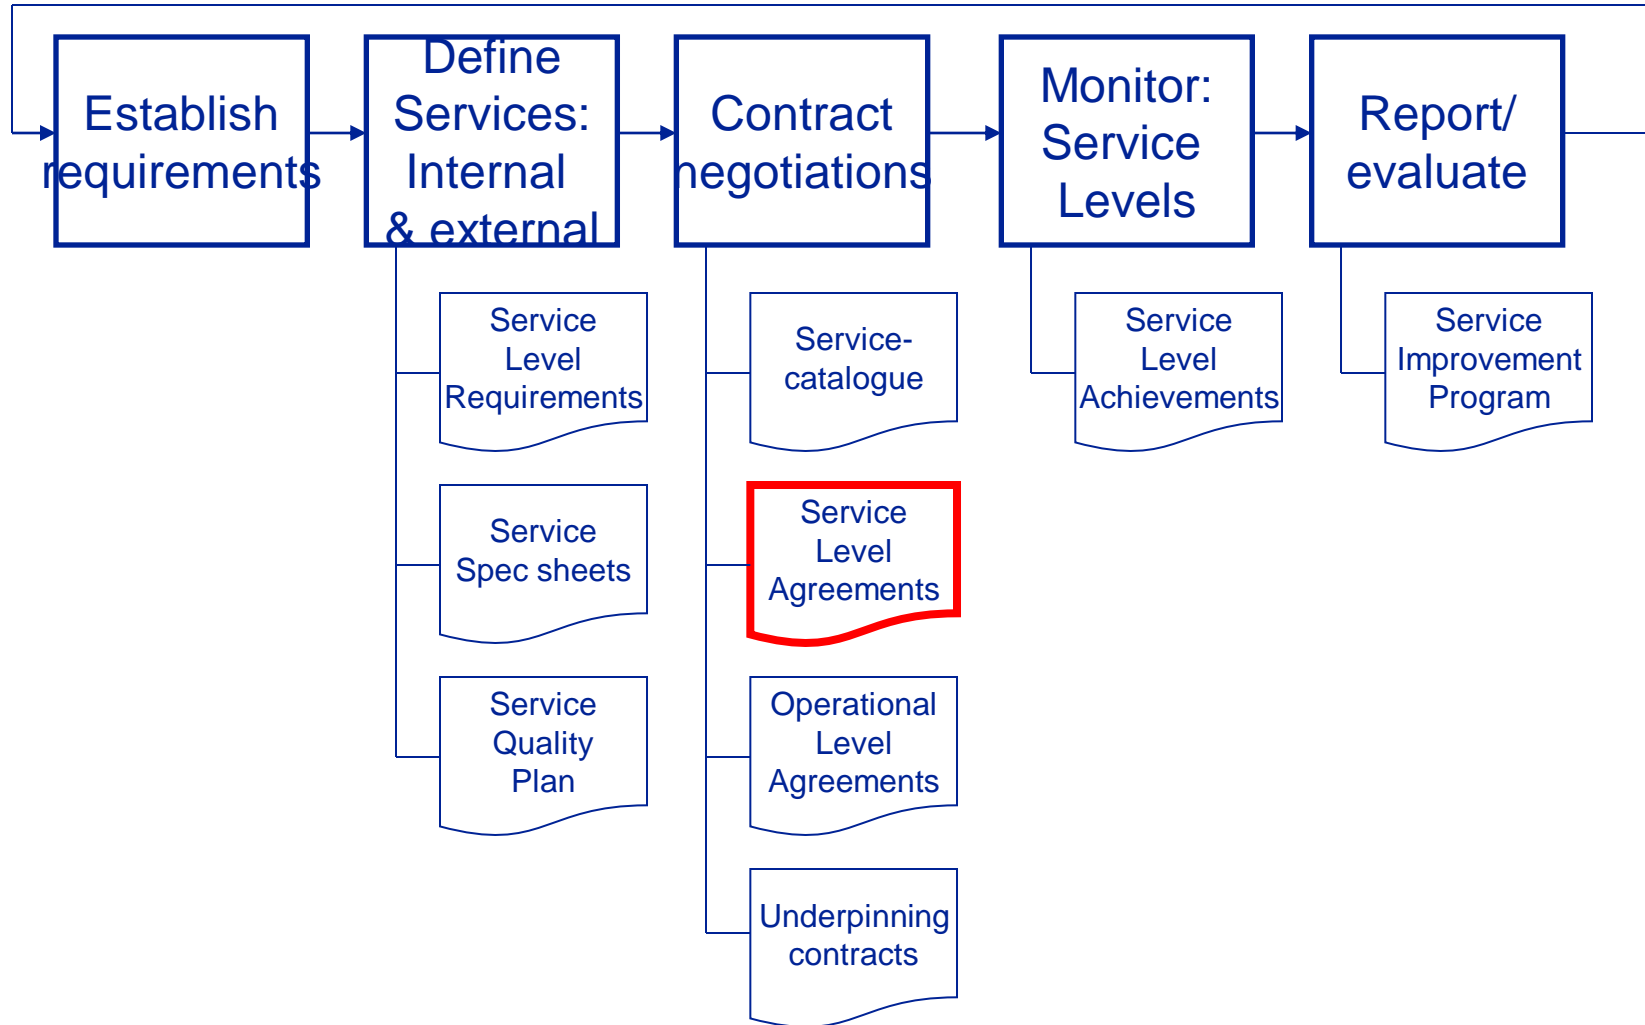 Establish
requirements
Define
Services:
Internal
& external
Contract
negotiations
Monitor:
Service
Levels
Report/
evaluate
Service
Level
Requirements
Service
Spec sheets
Service
Quality
Plan
Service-
catalogue
Service
Level
Agreements
Operational
Level
Agreements
Underpinning
contracts
Service
Level
Achievements
Service
Improvement
Program